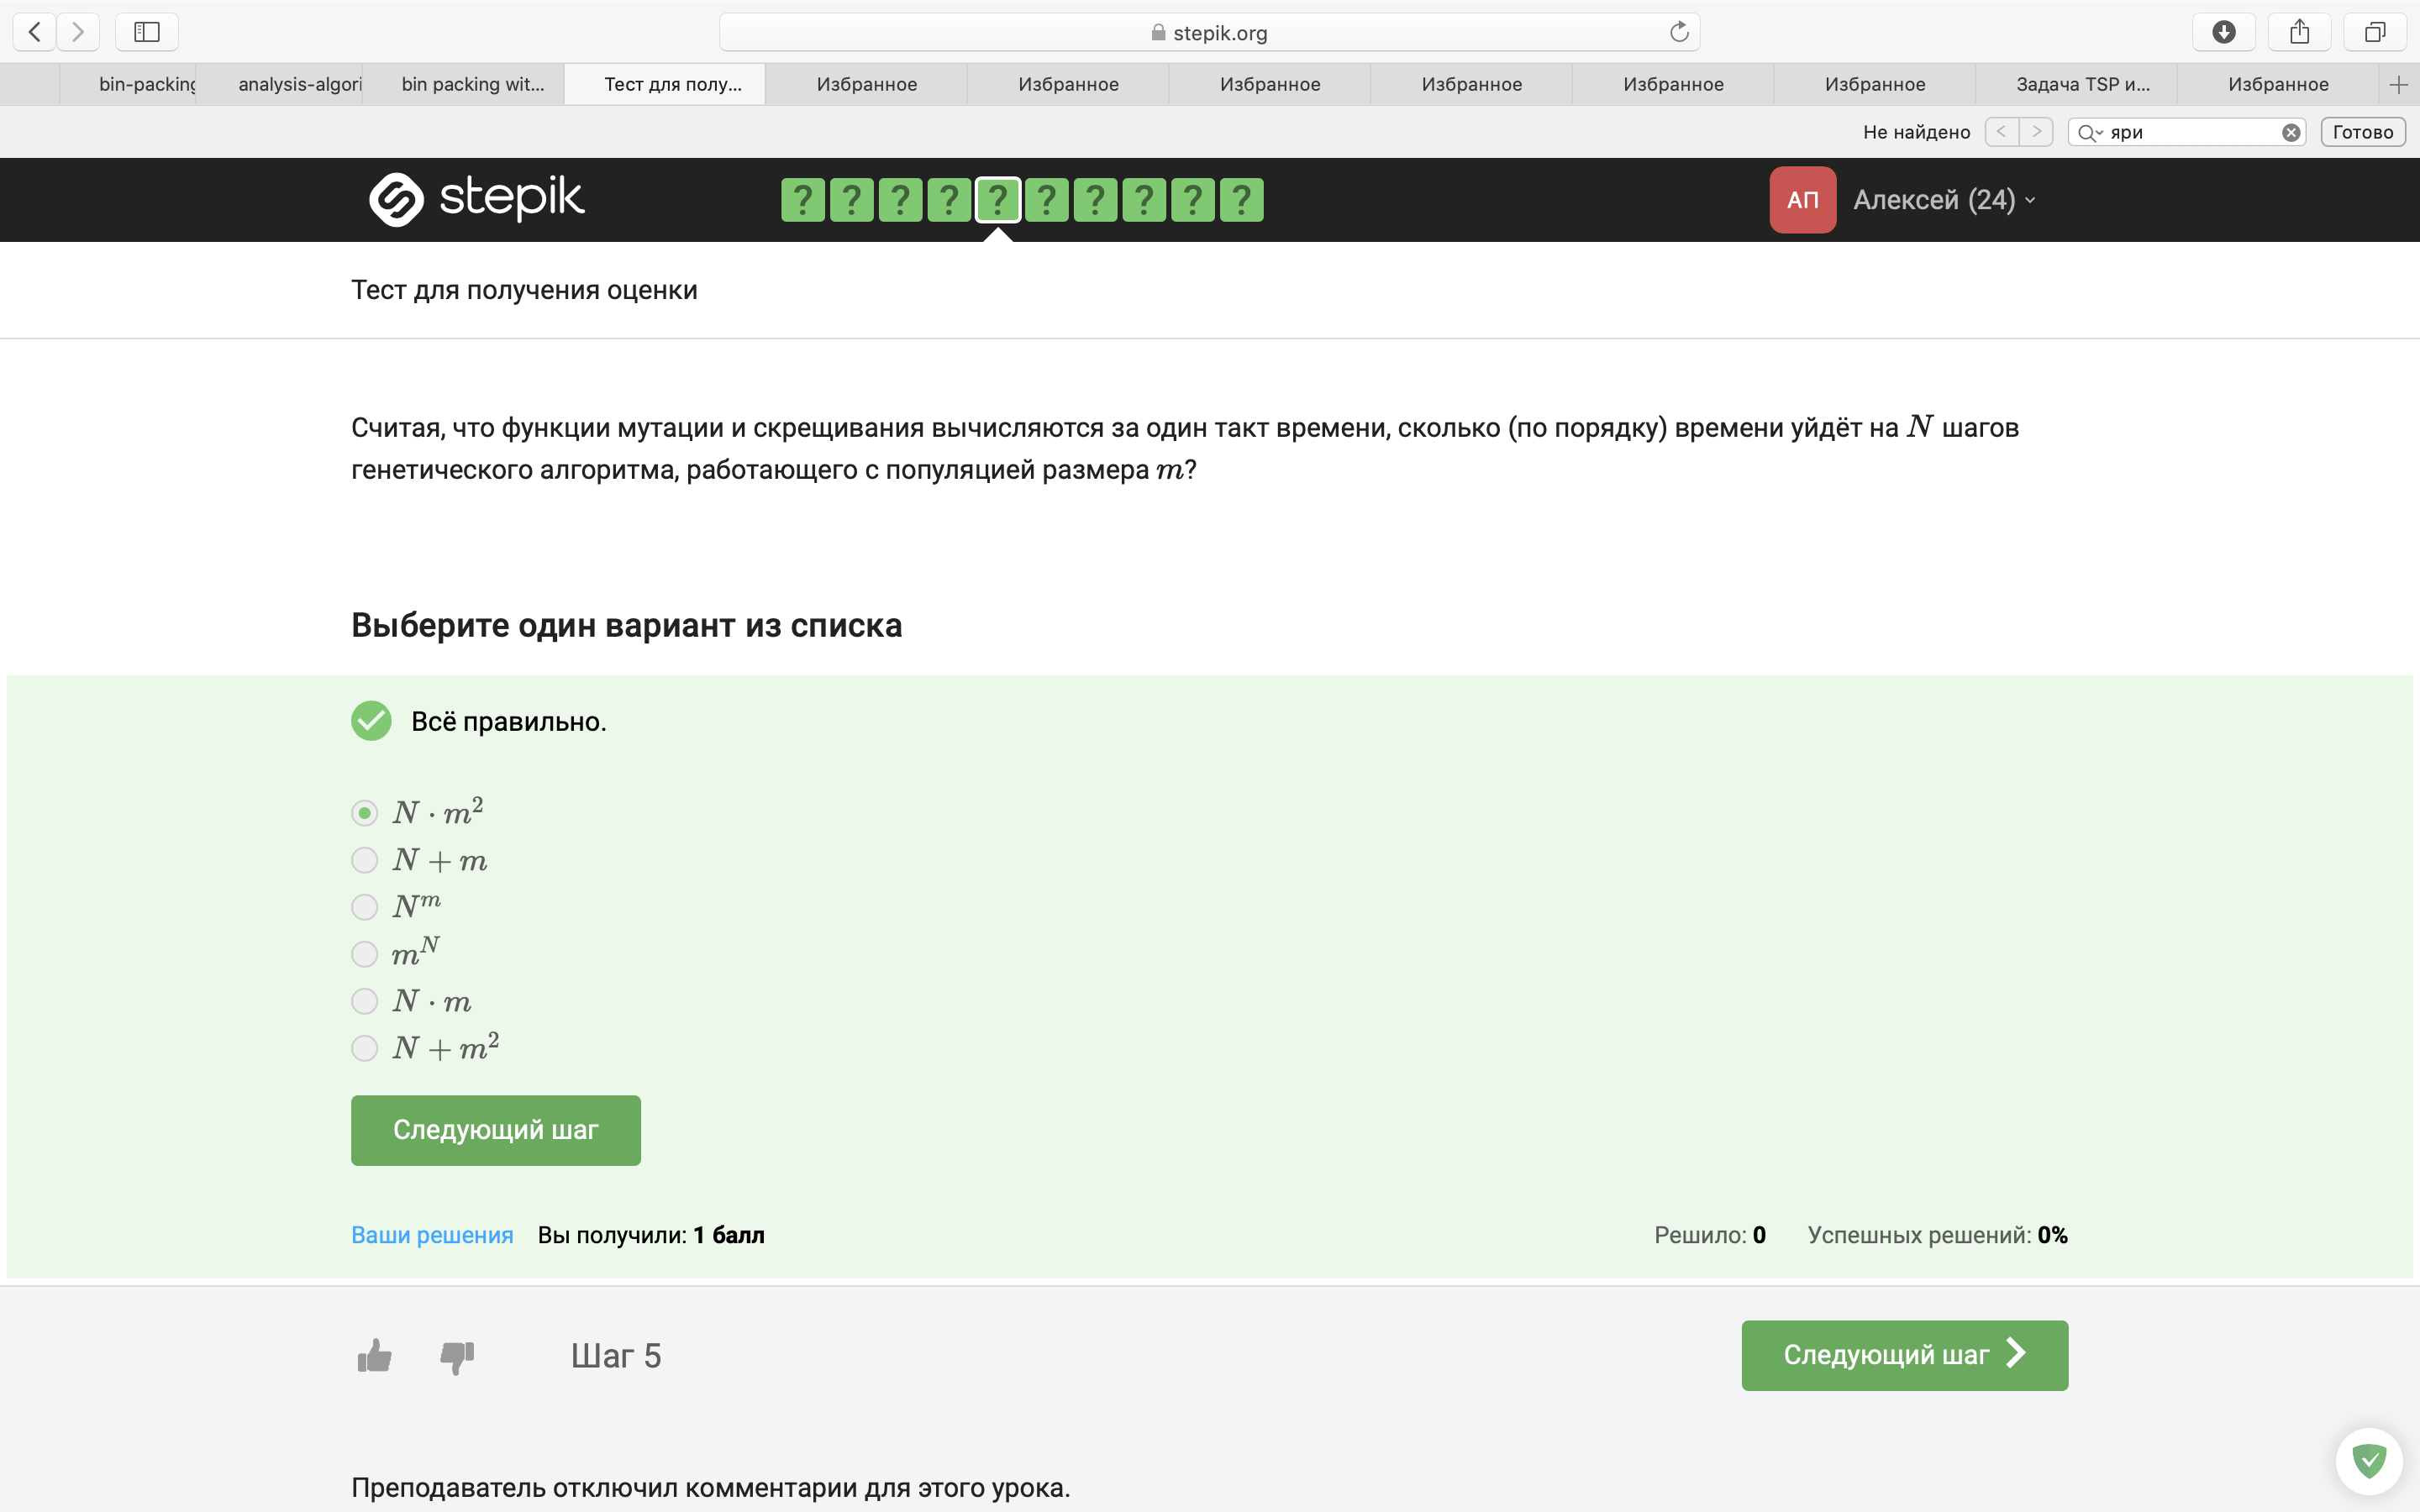 stepik.org
bin-packing
analysis-algori
bin packing wit...
Тест для полу...
Избранное
Избранное
Избранное
Избранное
Избранное
Избранное
Задача TSP и...
Избранное
Не найдено
яри
Готово
stepik
? ? ? ? ? ? ? ? ? ?
АП
Алексей (24)
Тест для получения оценки
Считая, что функции мутации и скрещивания вычисляются за один такт времени, сколько (по порядку) времени уйдёт на N шагов
генетического алгоритма, работающего с популяцией размера m?
Выберите один вариант из списка
Всё правильно.
N · m²
N + m
Nᵐ
mᴺ
N · m
N + m²
Следующий шаг
Ваши решения Вы получили: 1 балл
Решило: 0 Успешных решений: 0%
Шаг 5
Следующий шаг
Преподаватель отключил комментарии для этого урока.